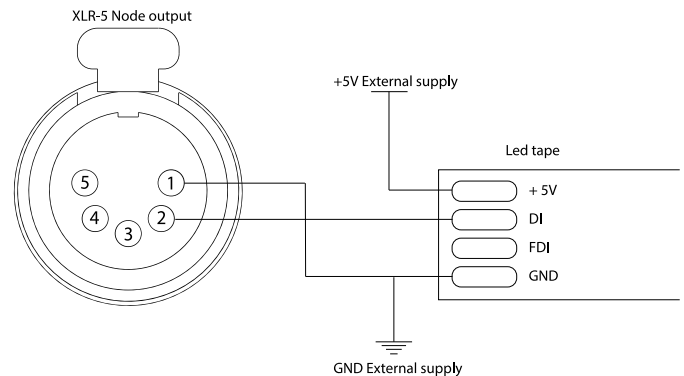 XLR-5 Node output
+5V External supply
Led tape
5
1
4
3
2
+ 5V
DI
FDI
GND
GND External supply